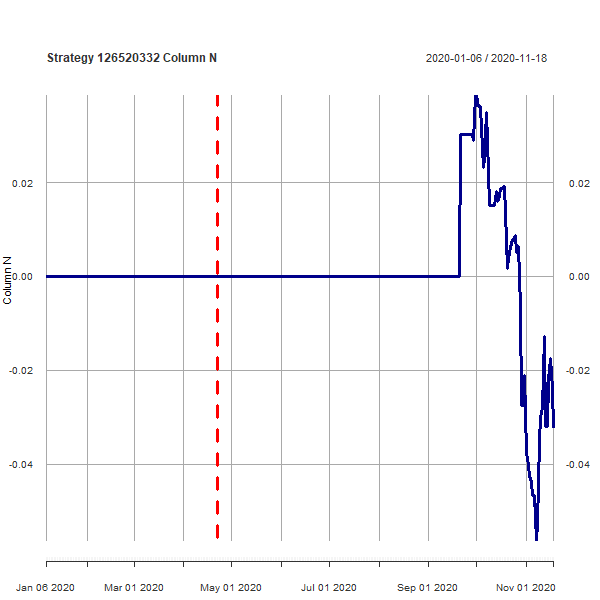 Strategy 126520332 Column N
2020-01-06 / 2020-11-18
Column N
0.02
0.00
-0.02
-0.04
0.02
0.00
-0.02
-0.04
Jan 06 2020
Mar 01 2020
May 01 2020
Jul 01 2020
Sep 01 2020
Nov 01 2020